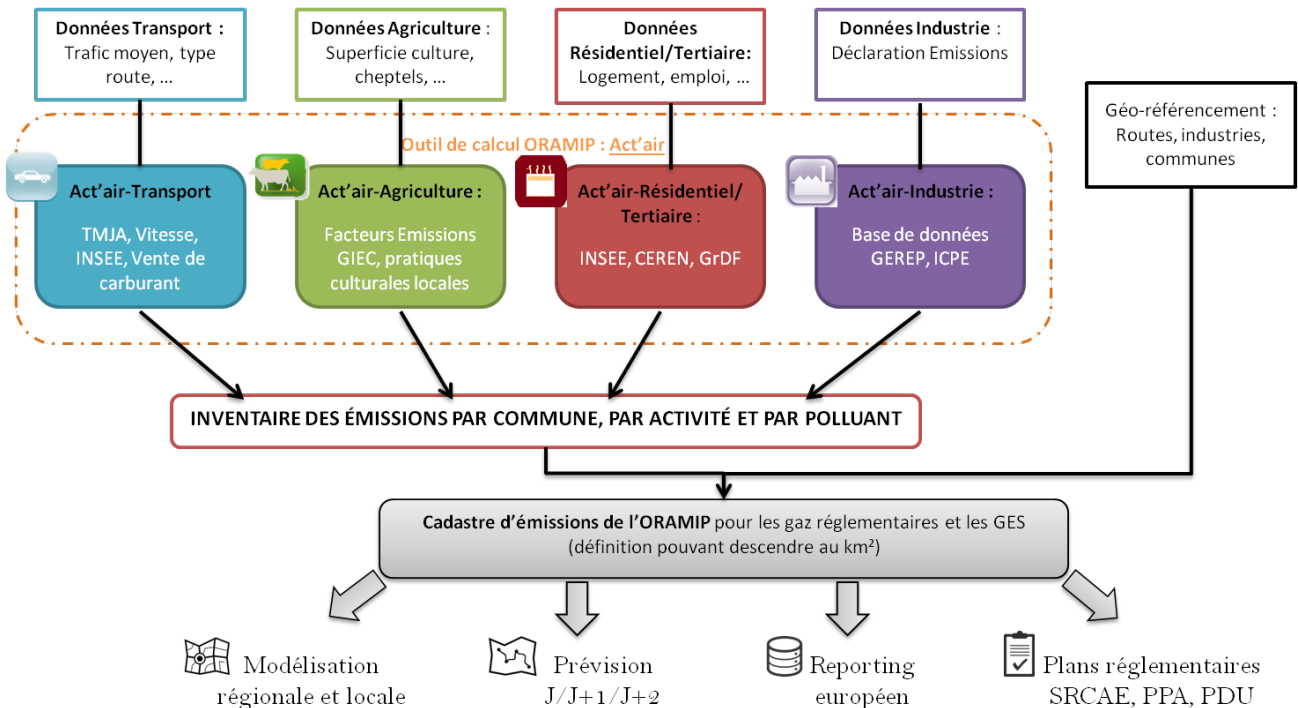 Données Transport :
Trafic moyen, type
route, ...
Données Agriculture :
Superficie culture,
cheptels, ...
Données
Résidentiel/Tertiaire:
Logement, emploi, ...
Données Industrie :
Déclaration Emissions
Géo-référencement :
Routes, industries,
communes
Outil de calcul ORAMIP : Act’air
Act’air-Transport
TMJA, Vitesse,
INSEE, Vente de
carburant
Act’air-Agriculture :
Facteurs Emissions
GIEC, pratiques
culturales locales
Act’air-Résidentiel/
Tertiaire :
INSEE, CEREN, GrDF
Act’air-Industrie :
Base de données
GEREP, ICPE
INVENTAIRE DES ÉMISSIONS PAR COMMUNE, PAR ACTIVITÉ ET PAR POLLUANT
Cadastre d’émissions de l’ORAMIP pour les gaz réglementaires et les GES
(définition pouvant descendre au km²)
Modélisation
régionale et locale
Prévision
J/J+1/J+2
Reporting
européen
Plans réglementaires
SRCAE, PPA, PDU